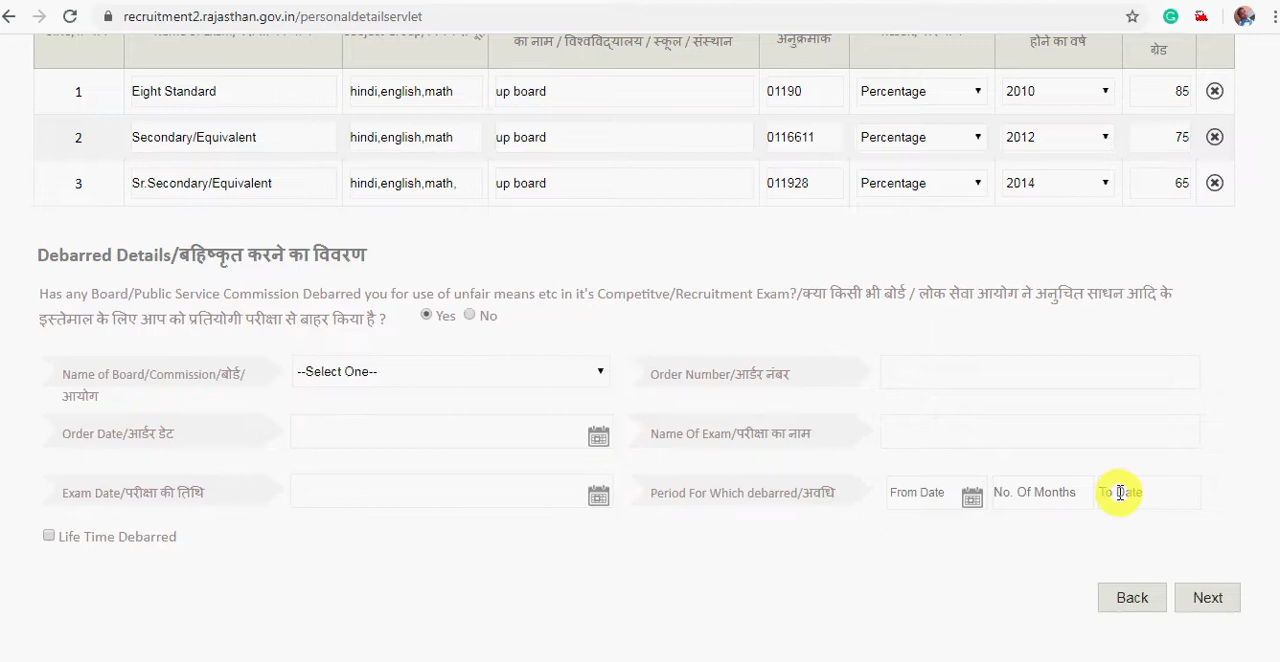 recruitment2.rajasthan.gov.in/personaldetailservlet
का नाम / विश्वविद्यालय / स्कूल / संस्थान
अनुक्रमांक
होने का वर्ष
ग्रेड
1 Eight Standard hindi,english,math up board 01190 Percentage 2010 85
2 Secondary/Equivalent hindi,english,math up board 0116611 Percentage 2012 75
3 Sr.Secondary/Equivalent hindi,english,math, up board 011928 Percentage 2014 65
Debarred Details/बहिष्कृत करने का विवरण
Has any Board/Public Service Commission Debarred you for use of unfair means etc in it's Competitve/Recruitment Exam?/क्या किसी भी बोर्ड / लोक सेवा आयोग ने अनुचित साधन आदि के
इस्तेमाल के लिए आप को प्रतियोगी परीक्षा से बाहर किया है ? Yes No
Name of Board/Commission/बोर्ड/
आयोग
--Select One--
Order Number/आर्डर नंबर
Order Date/आर्डर डेट
Name Of Exam/परीक्षा का नाम
Exam Date/परीक्षा की तिथि
Period For Which debarred/अवधि
From Date No. Of Months To Date
Life Time Debarred
Back Next